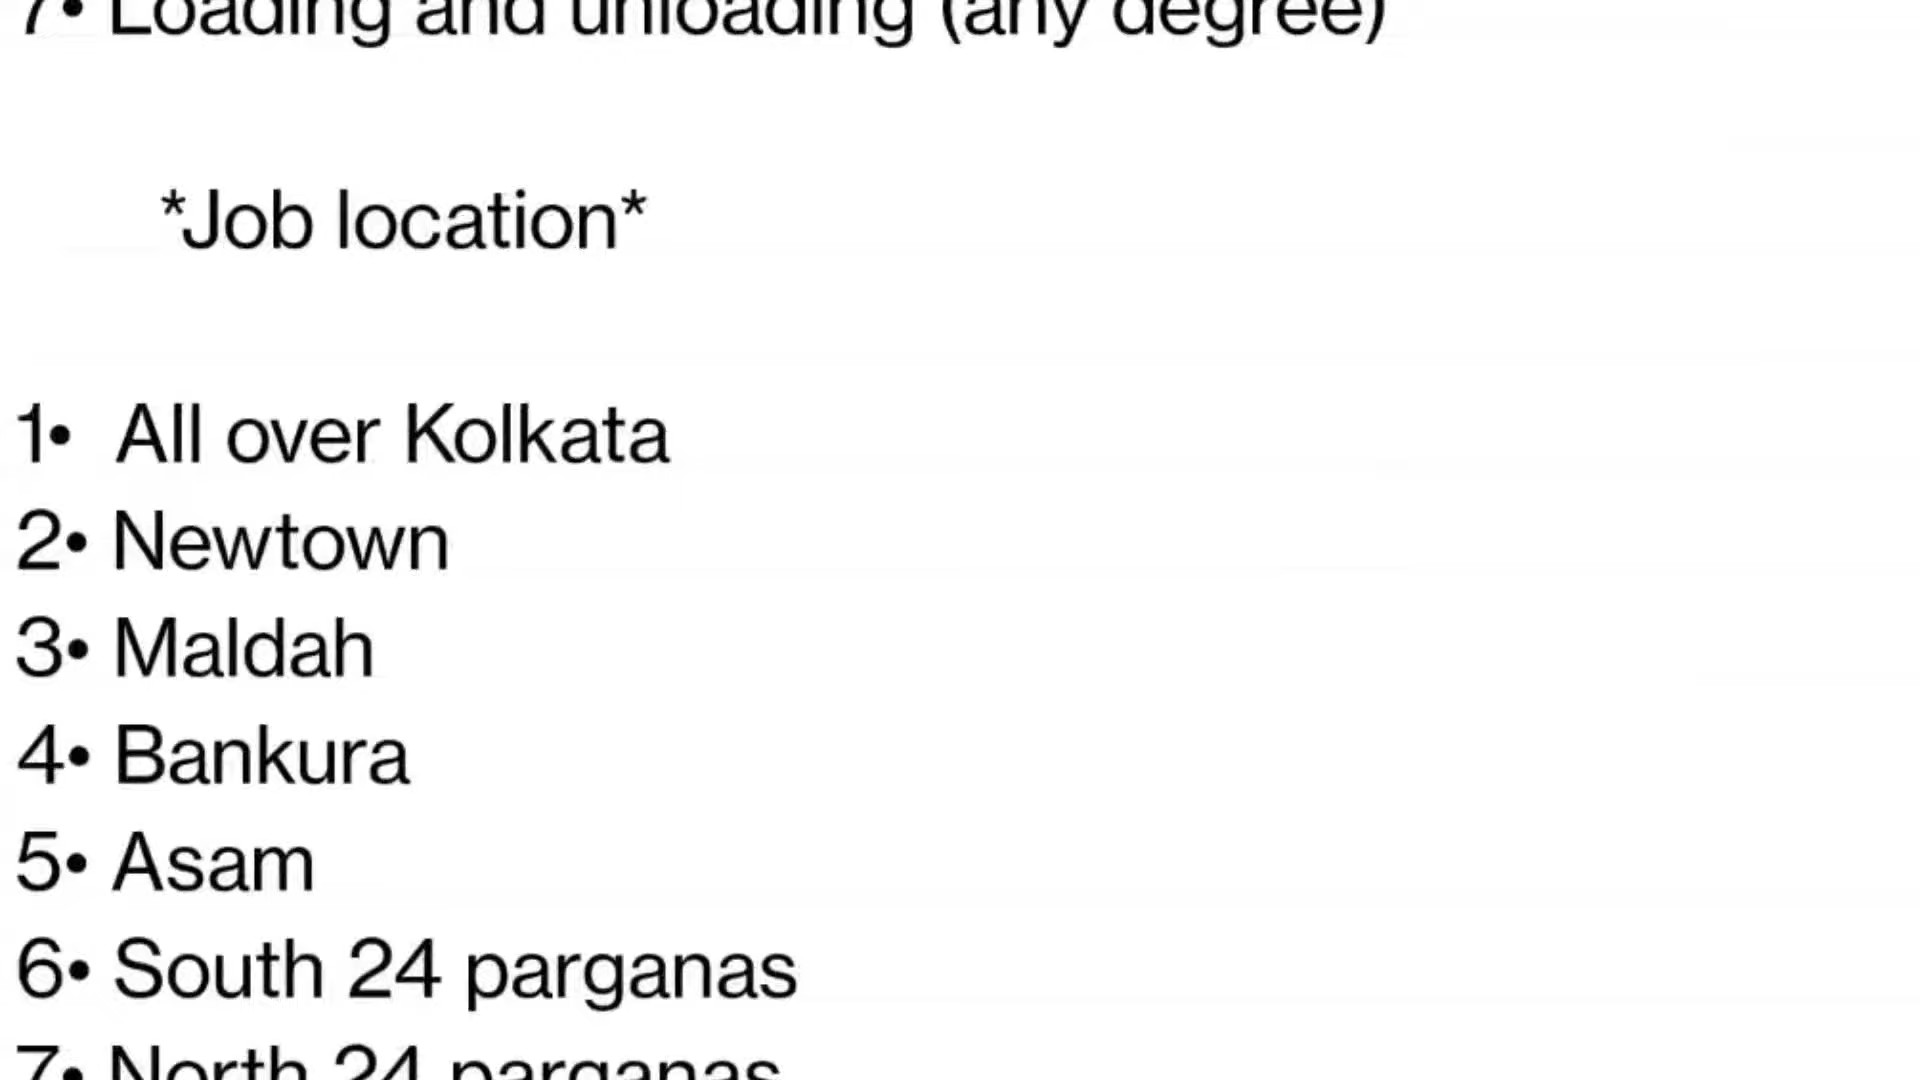 7• Loading and unloading (any degree)
*Job location*
1• All over Kolkata
2• Newtown
3• Maldah
4• Bankura
5• Asam
6• South 24 parganas
7• North 24 parganas